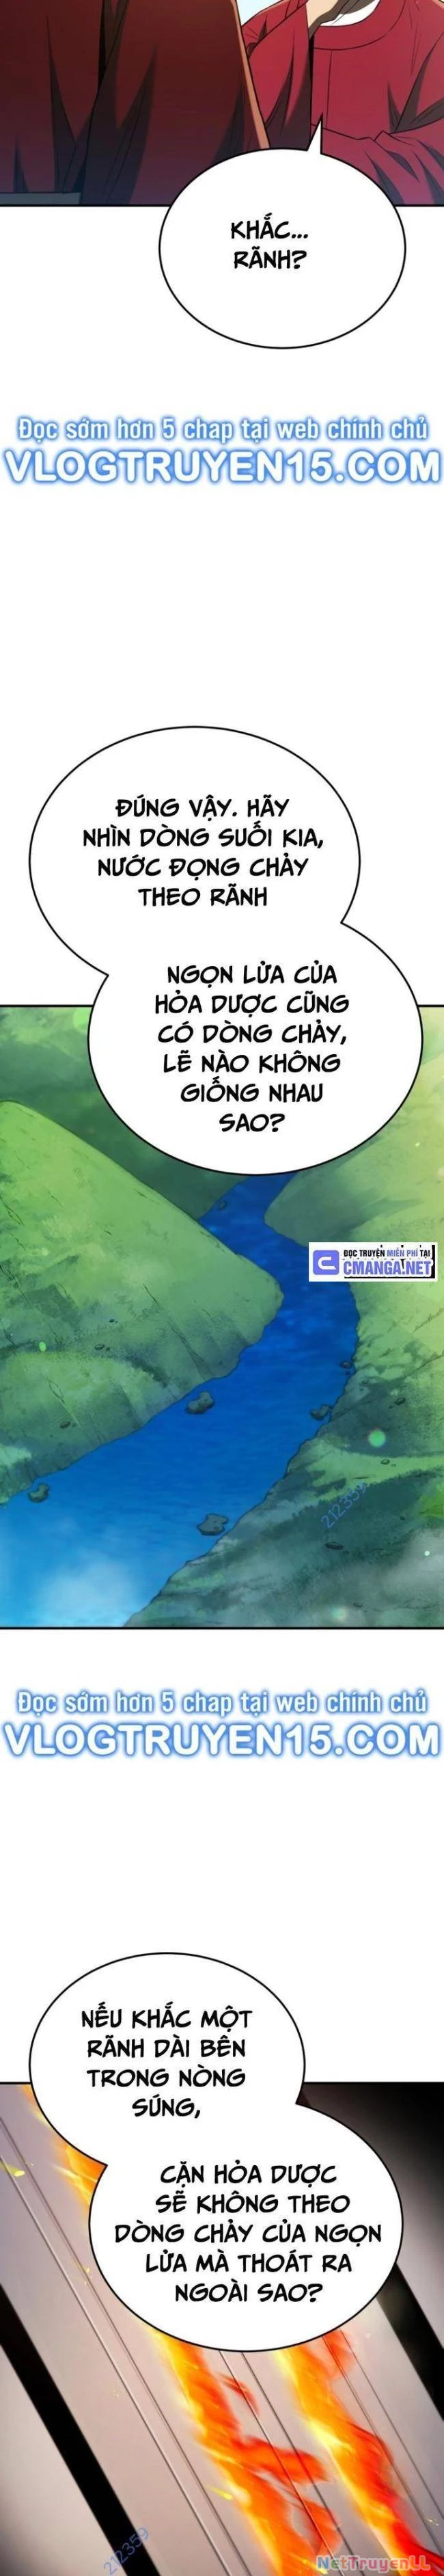 KHẮC...
RÃNH?
Đọc sớm hơn 5 chap tại web chính chủ
VLOGTRUYEN15.COM
ĐÚNG VẬY. HÃY
NHÌN DÒNG SUỐI KIA,
NƯỚC ĐỌNG CHẢY
THEO RÃNH
NGỌN LỬA CỦA
HỎA DƯỢC CŨNG
CÓ DÒNG CHẢY,
LẼ NÀO KHÔNG
GIỐNG NHAU
SAO?
ĐỌC TRUYỆN MIỄN PHÍ TẠI
CMANGA.NET
212359
Đọc sớm hơn 5 chap tại web chính chủ
VLOGTRUYEN15.COM
NẾU KHẮC MỘT
RÃNH DÀI BÊN
TRONG NÒNG
SÚNG,
CẶN HỎA DƯỢC
SẼ KHÔNG THEO
DÒNG CHẢY CỦA NGỌN
LỬA MÀ THOÁT RA
NGOÀI SAO?
212359
NetTruyenLL